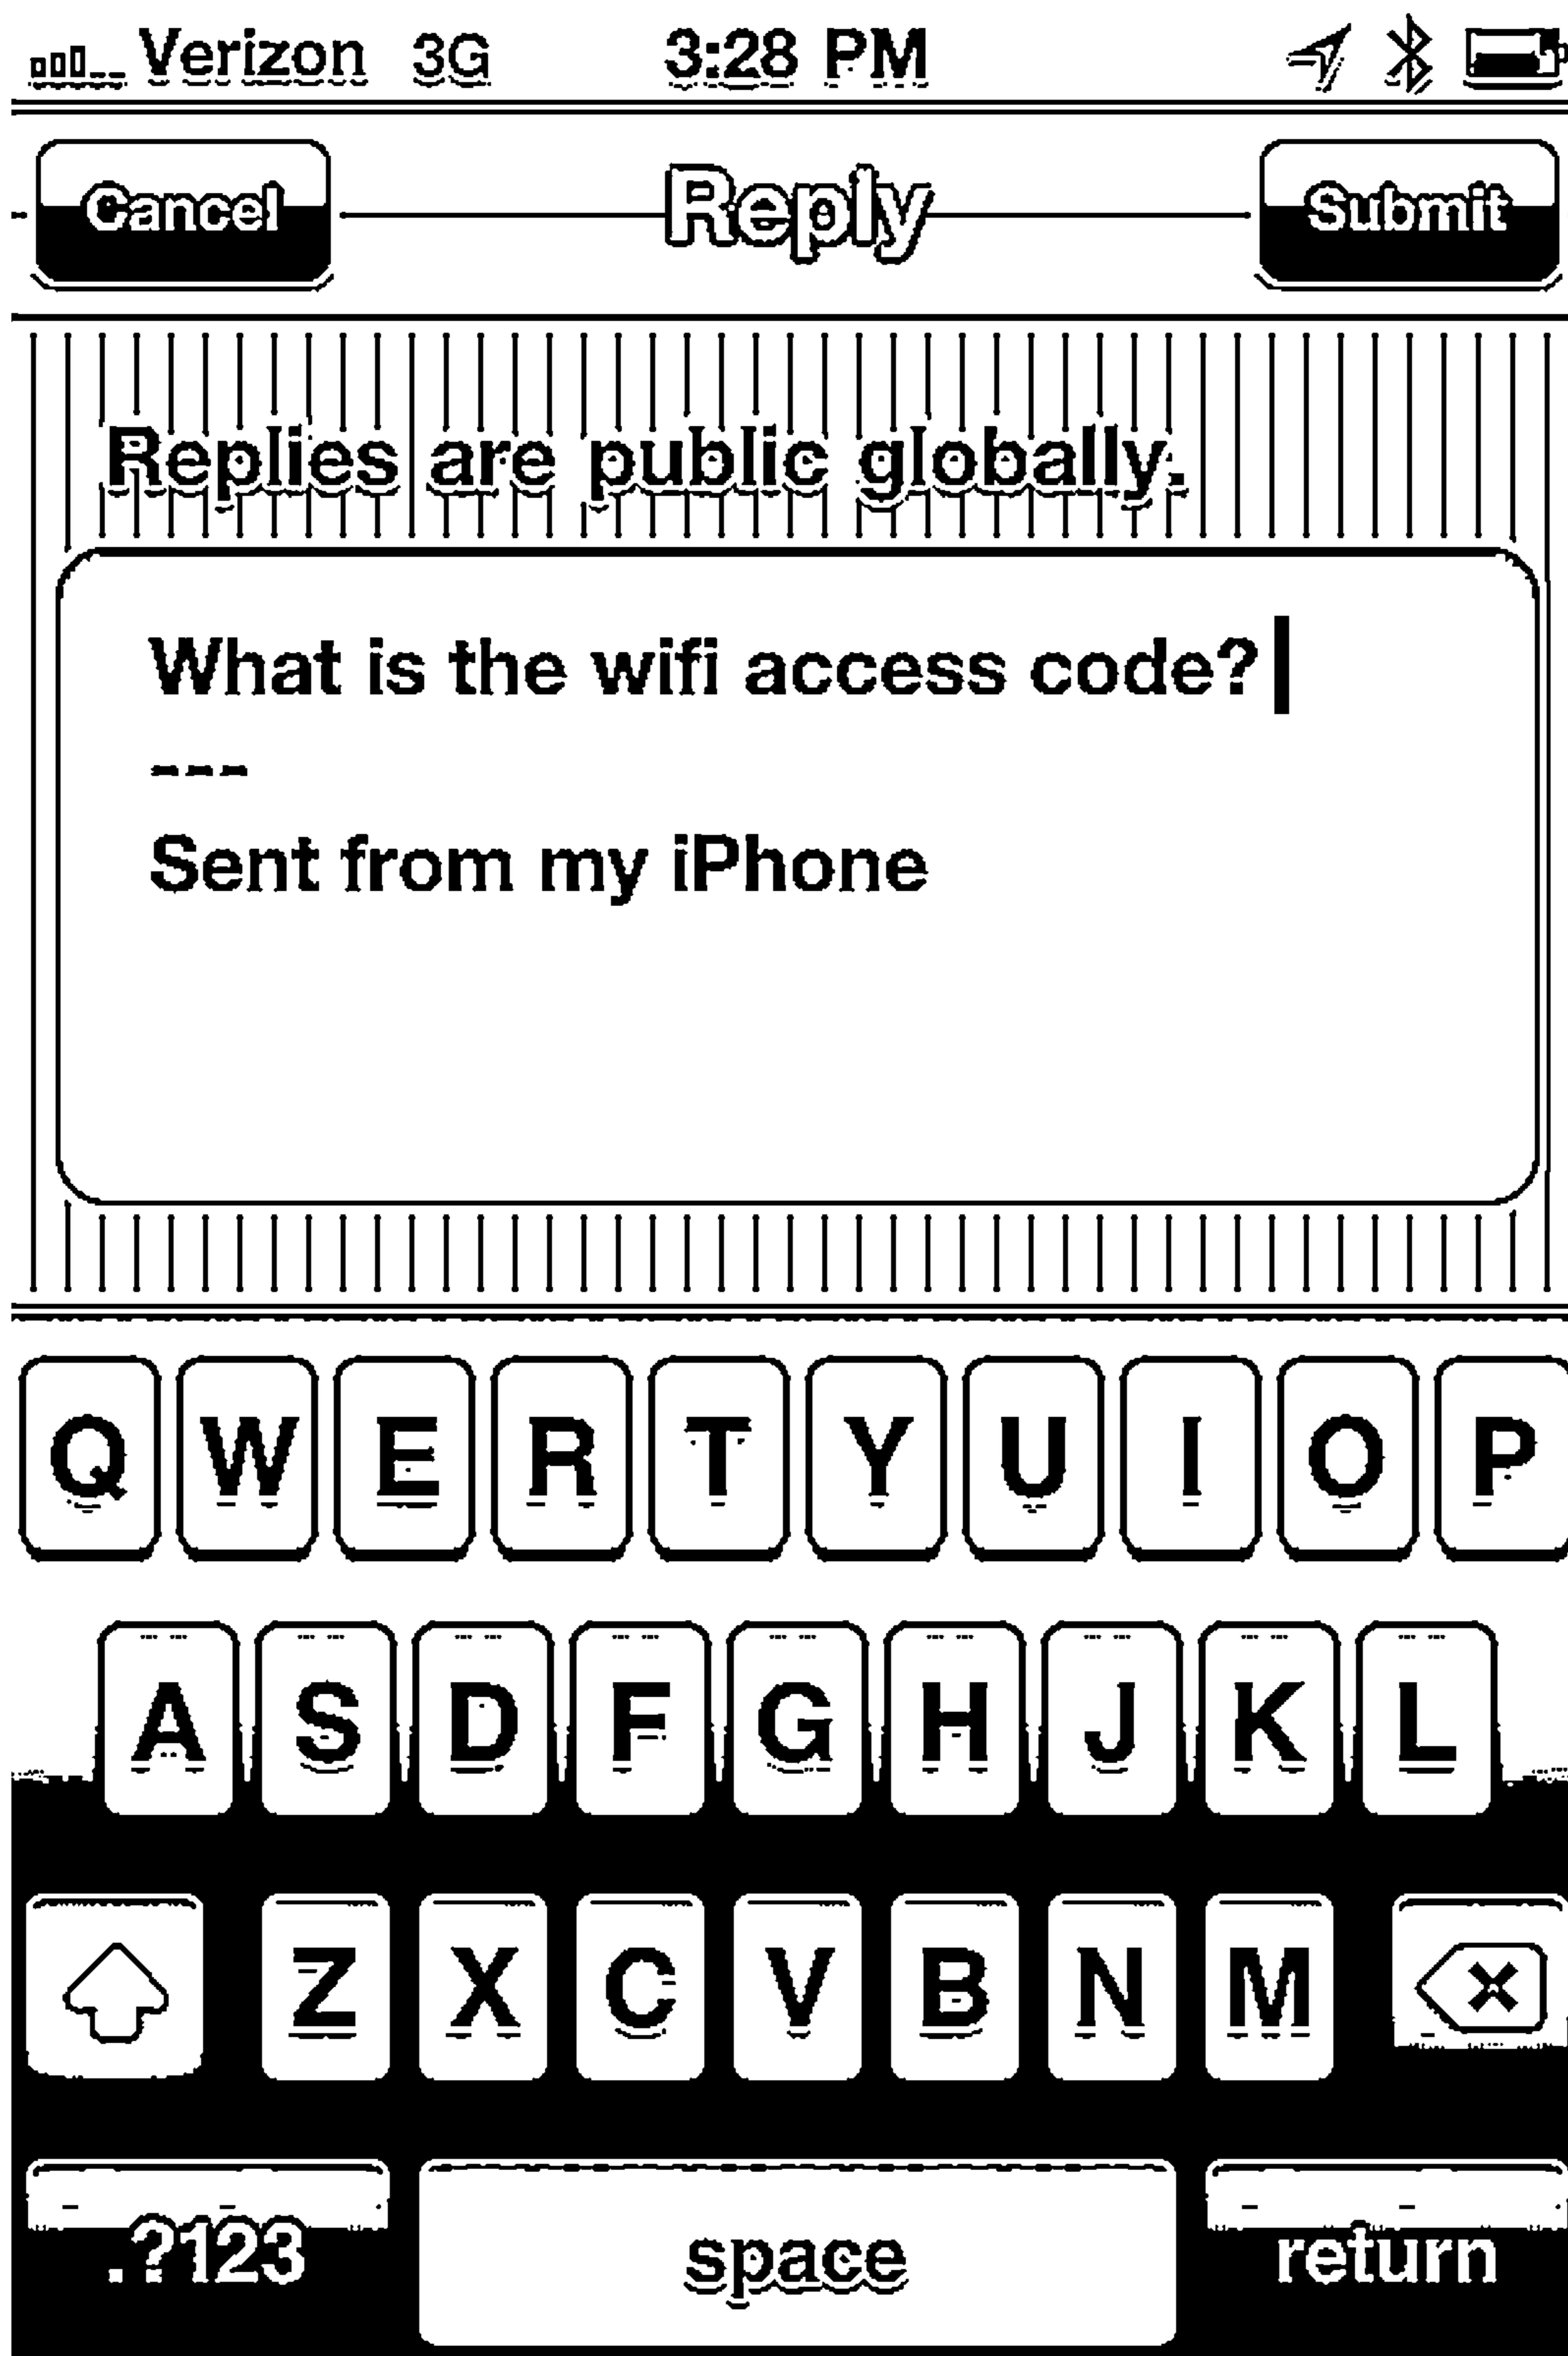 Verizon 3G 3:28 PM
Cancel Reply Submit
Replies are public globally.
What is the wifi access code?
---
Sent from my iPhone
Q W E R T Y U I O P
A S D F G H J K L
Z X C V B N M
.?123 space return